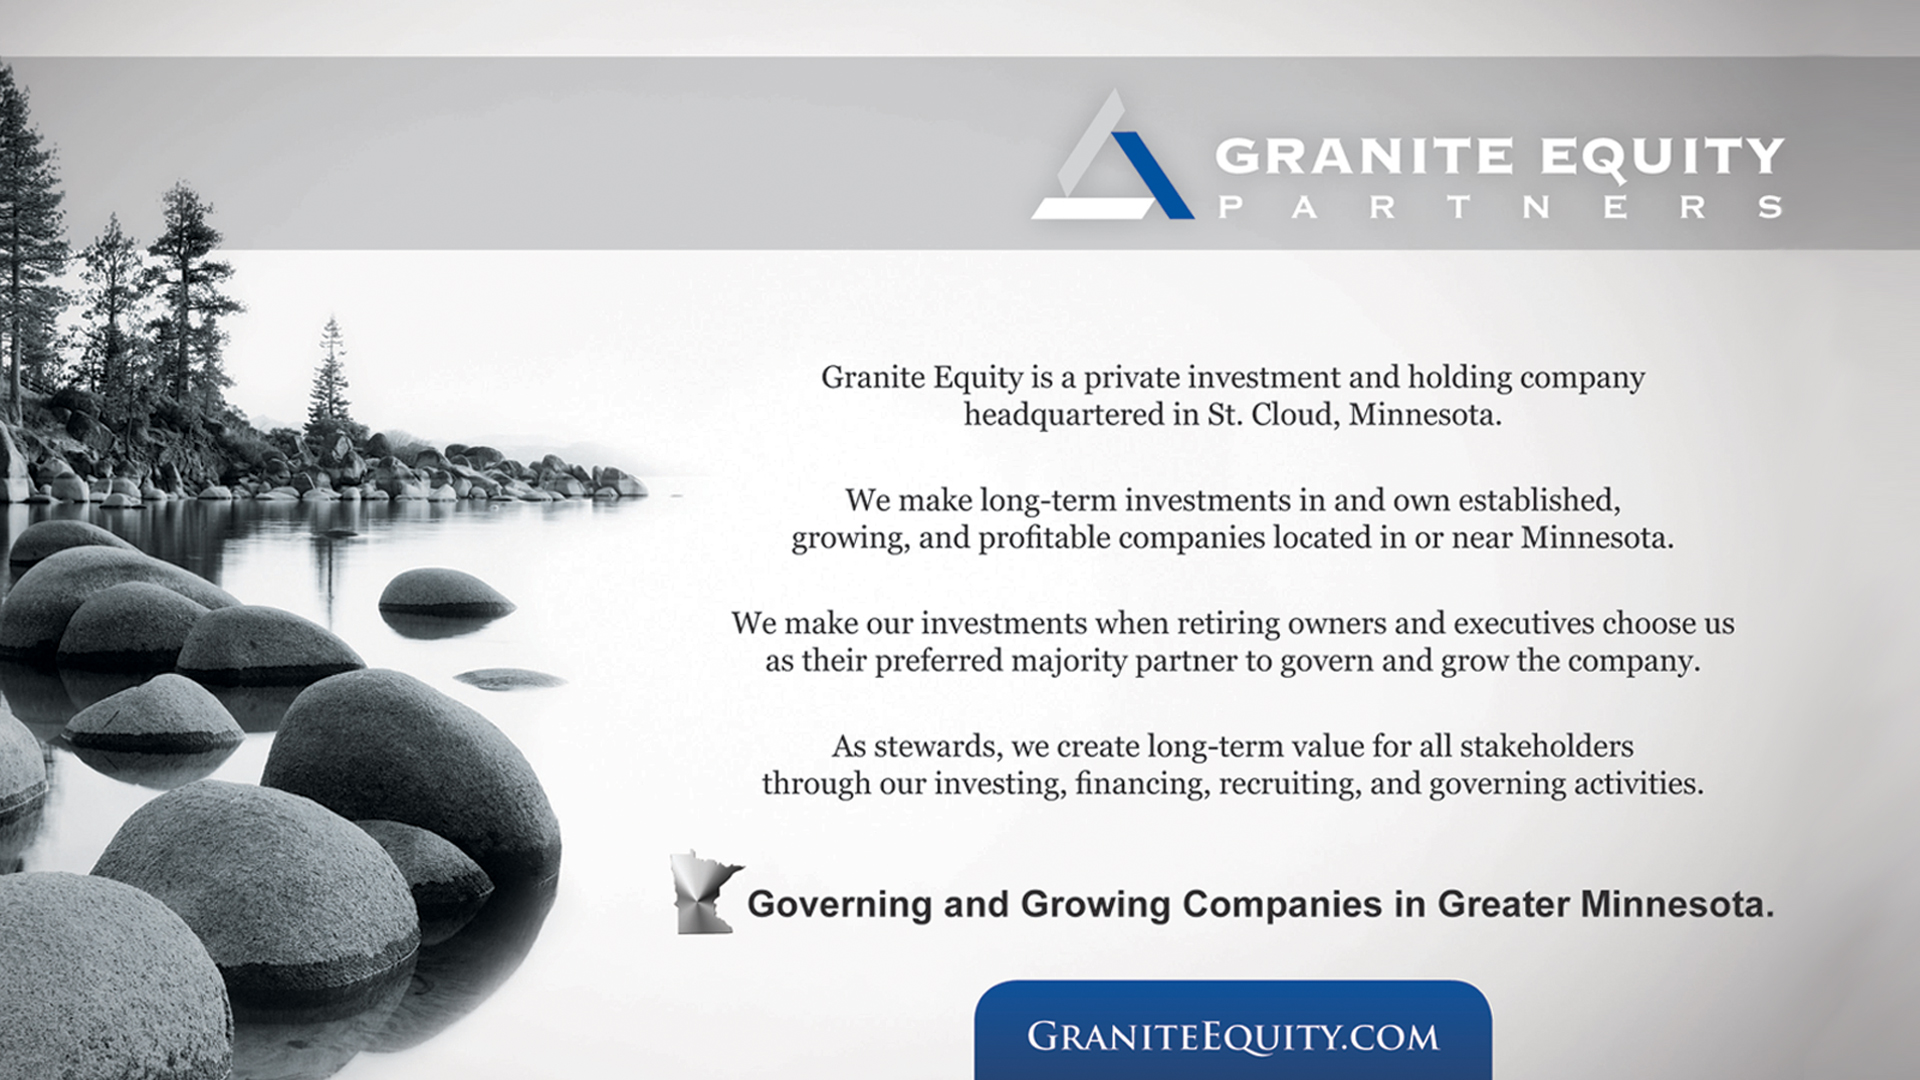 GRANITE EQUITY
PARTNERS
Granite Equity is a private investment and holding company
headquartered in St. Cloud, Minnesota.
We make long-term investments in and own established,
growing, and profitable companies located in or near Minnesota.
We make our investments when retiring owners and executives choose us
as their preferred majority partner to govern and grow the company.
As stewards, we create long-term value for all stakeholders
through our investing, financing, recruiting, and governing activities.
Governing and Growing Companies in Greater Minnesota.
GRANITEEQUITY.COM